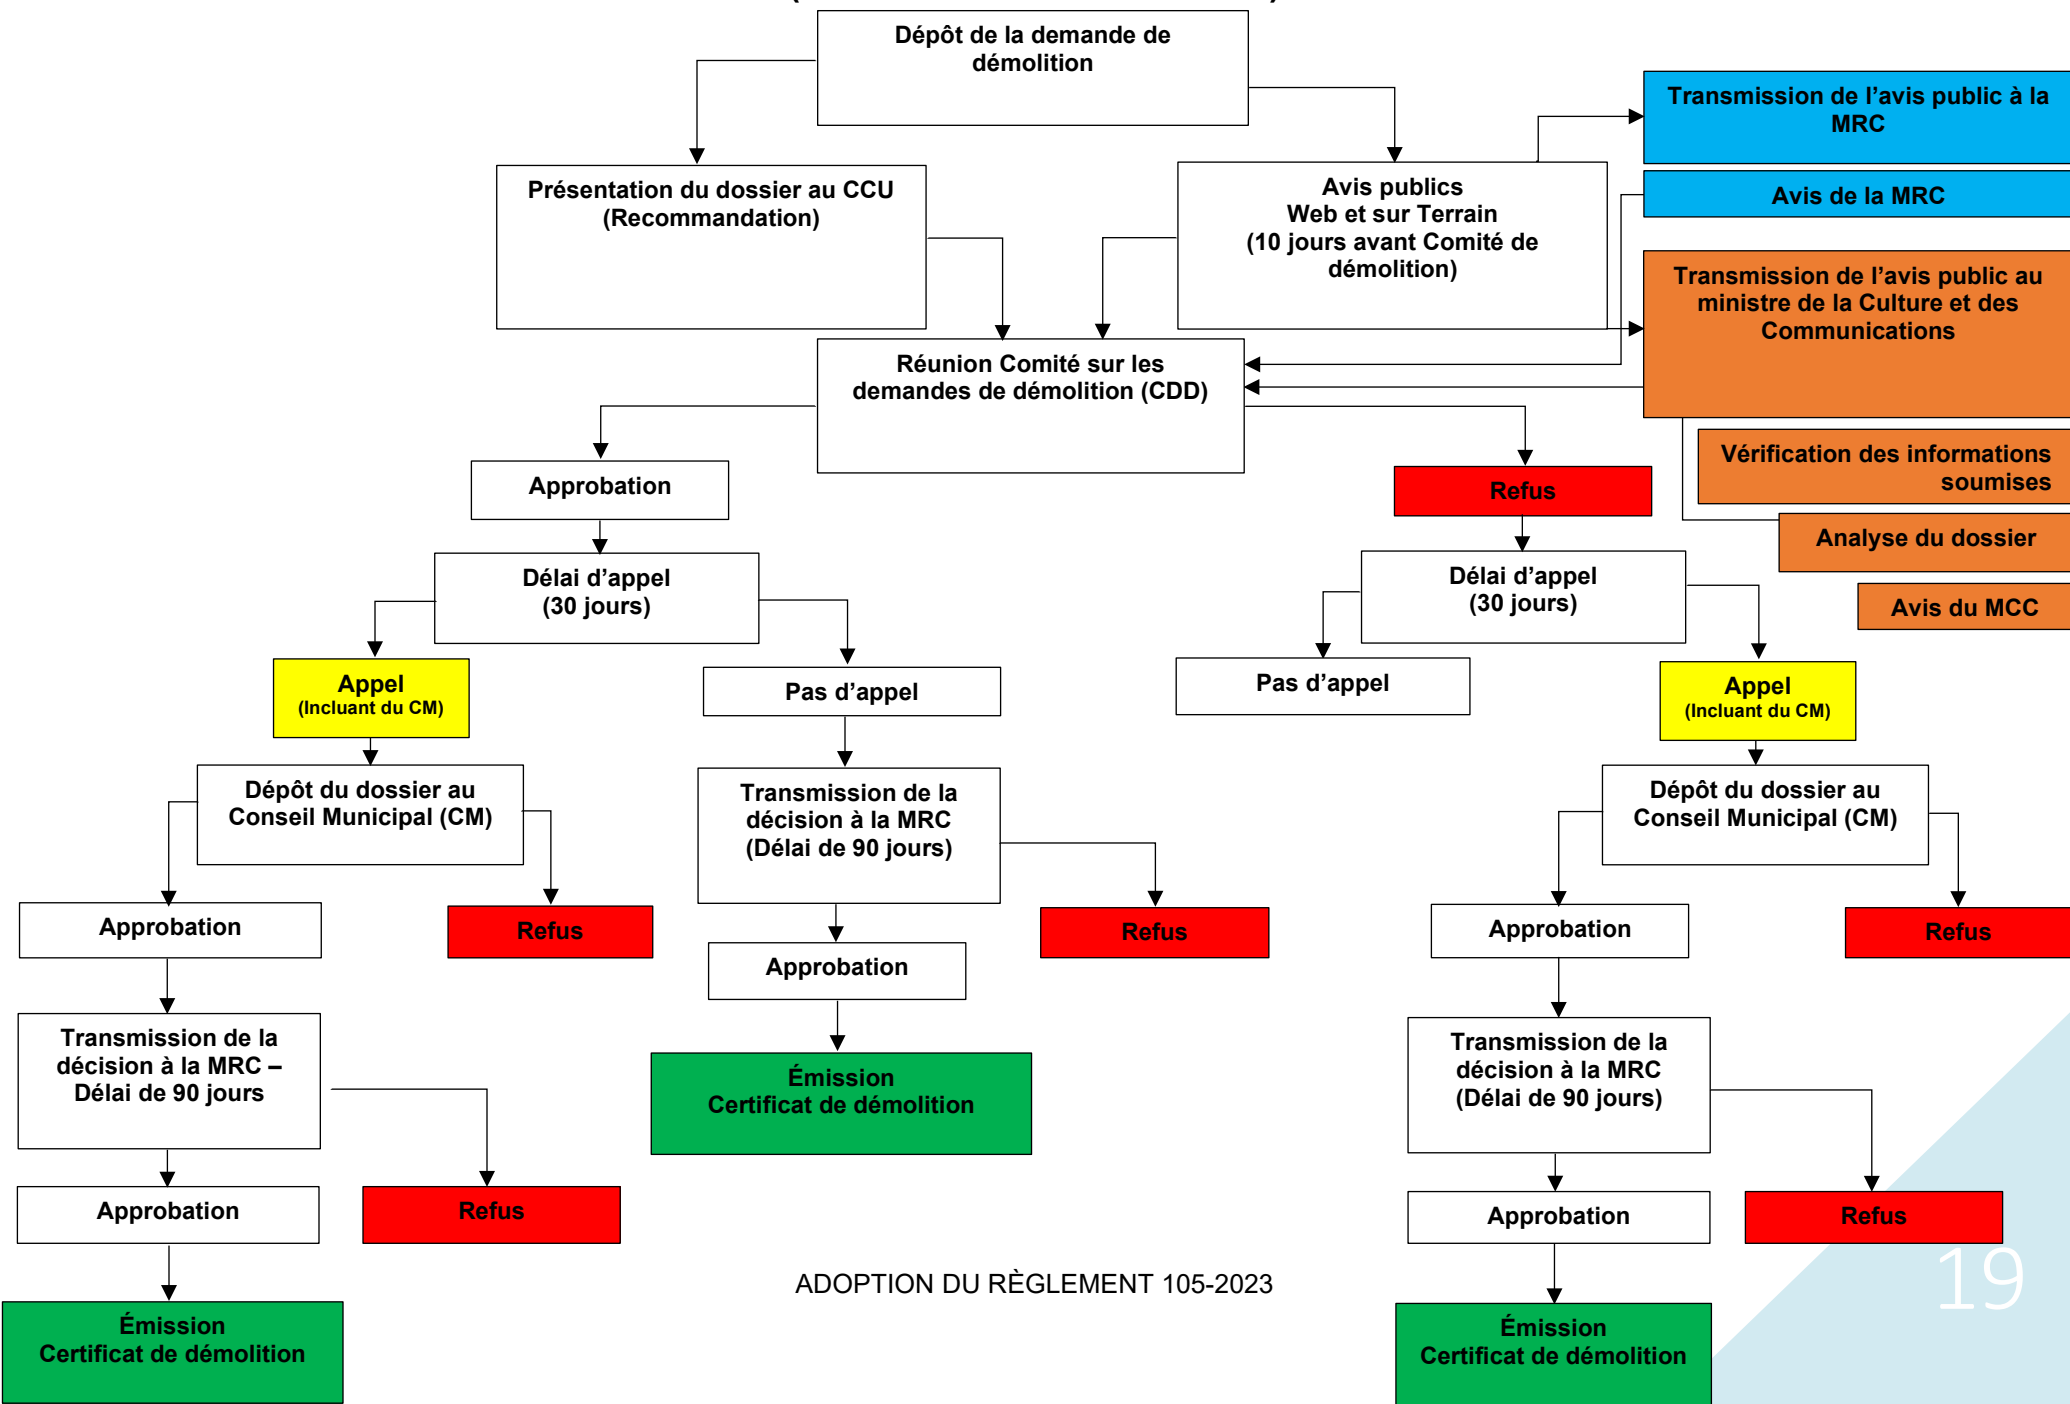 Dépôt de la demande de
démolition
Transmission de l'avis public à la
MRC
Présentation du dossier au CCU
(Recommandation)
Avis publics
Web et sur Terrain
(10 jours avant Comité de
démolition)
Avis de la MRC
Transmission de l'avis public au
ministre de la Culture et des
Communications
Réunion Comité sur les
demandes de démolition (CDD)
Vérification des informations
soumises
Approbation
Refus
Analyse du dossier
Délai d'appel
(30 jours)
Délai d'appel
(30 jours)
Avis du MCC
Appel
(Incluant du CM)
Pas d'appel
Pas d'appel
Appel
(Incluant du CM)
Dépôt du dossier au
Conseil Municipal (CM)
Transmission de la
décision à la MRC
(Délai de 90 jours)
Dépôt du dossier au
Conseil Municipal (CM)
Approbation
Refus
Refus
Approbation
Refus
Approbation
Transmission de la
décision à la MRC –
Délai de 90 jours
Émission
Certificat de démolition
Transmission de la
décision à la MRC
(Délai de 90 jours)
Approbation
Refus
Approbation
Refus
ADOPTION DU RÈGLEMENT 105-2023
19
Émission
Certificat de démolition
Émission
Certificat de démolition